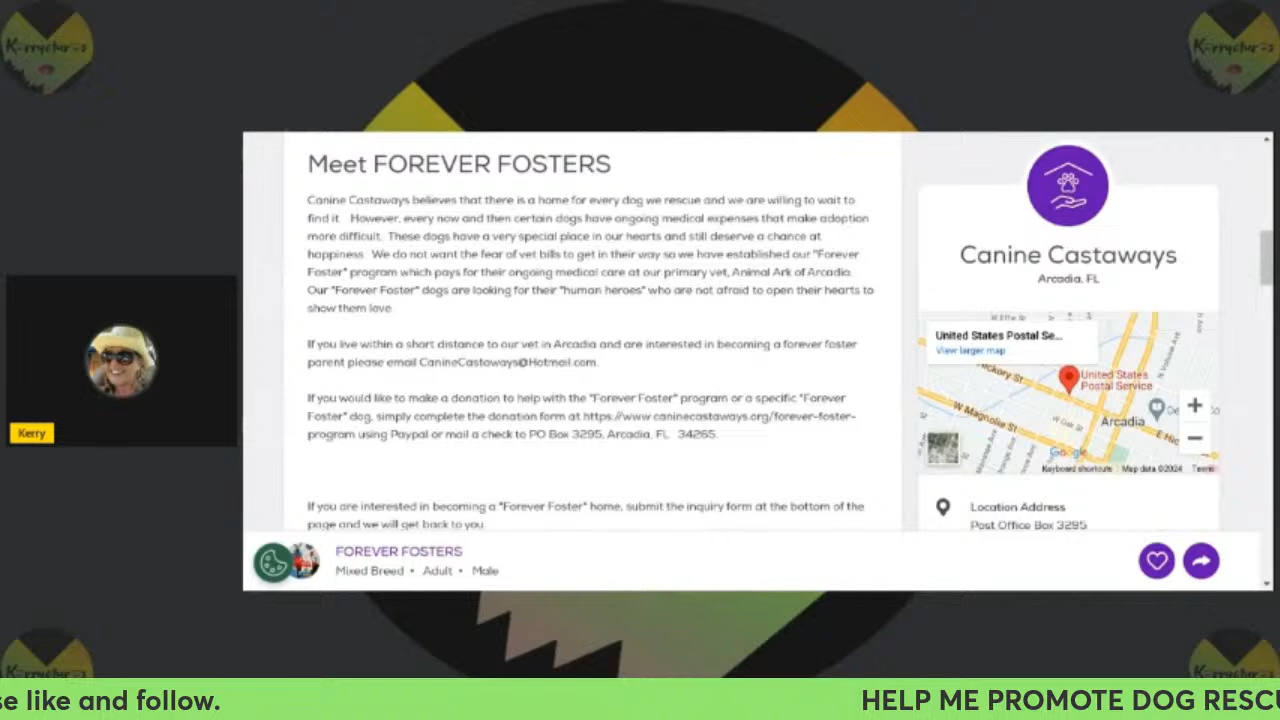 Meet FOREVER FOSTERS
Canine Castaways believes that there is a home for every dog we rescue and we are willing to wait to
find it. However, every now and then certain dogs have ongoing medical expenses that make adoption
more difficult. These dogs have a very special place in our hearts and still deserve a chance at
happiness. We do not want the fear of vet bills to get in their way so we have established our "Forever
Foster" program which pays for their ongoing medical care at our primary vet, Animal Ark of Arcadia.
Our "Forever Foster" dogs are looking for their "human heroes" who are not afraid to open their hearts to
show them love.
If you live within a short distance to our vet in Arcadia and are interested in becoming a forever foster
parent please email CanineCastaways@Hotmail.com.
If you would like to make a donation to help with the "Forever Foster" program or a specific "Forever
Foster" dog, simply complete the donation form at https://www.caninecastaways.org/forever-foster-
program using Paypal or mail a check to PO Box 3295, Arcadia, FL 34265.
If you are interested in becoming a "Forever Foster" home, submit the inquiry form at the bottom of the
page and we will get back to you.
FOREVER FOSTERS
Mixed Breed • Adult • Male
Canine Castaways
Arcadia, FL
United States Postal Se...
View larger map
Hickory St
United States
Postal Service
W Magnolia St
W Oak St
Arcadia
Google
Keyboard shortcuts Map data ©2024 Terms
Location Address
Post Office Box 3295
Kerry
se like and follow.
HELP ME PROMOTE DOG RESCU